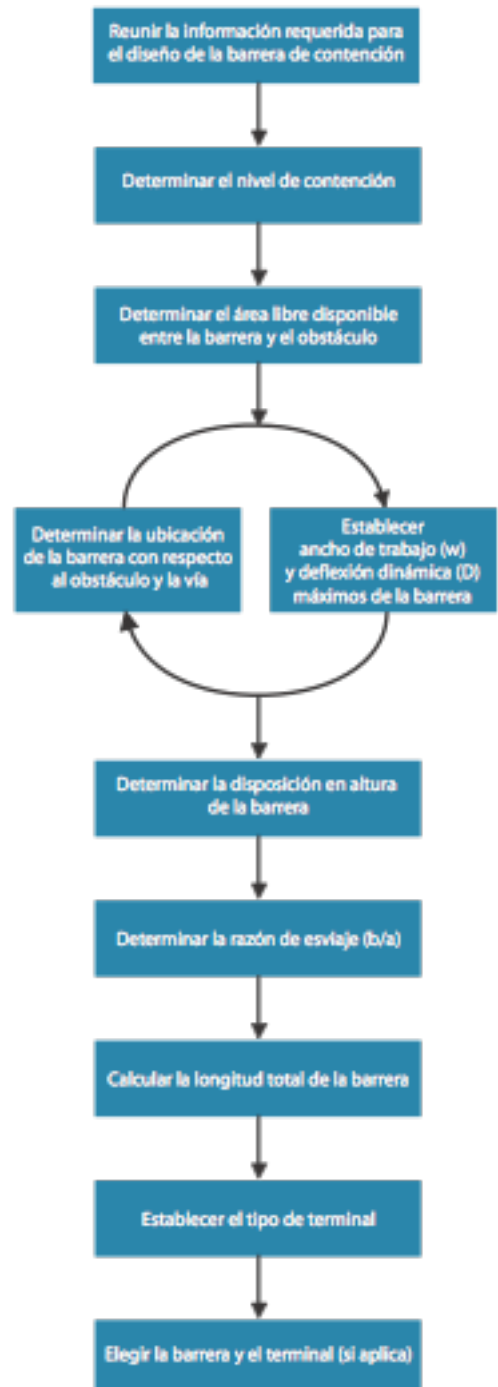 Reunir la información requerida para
el diseño de la barrera de contención
Determinar el nivel de contención
Determinar el área libre disponible
entre la barrera y el obstáculo
Determinar la ubicación
de la barrera con respecto
al obstáculo y la vía
Establecer
ancho de trabajo (w)
y deflexión dinámica (D)
máximos de la barrera
Determinar la disposición en altura
de la barrera
Determinar la razón de esviaje (b/a)
Calcular la longitud total de la barrera
Establecer el tipo de terminal
Elegir la barrera y el terminal (si aplica)